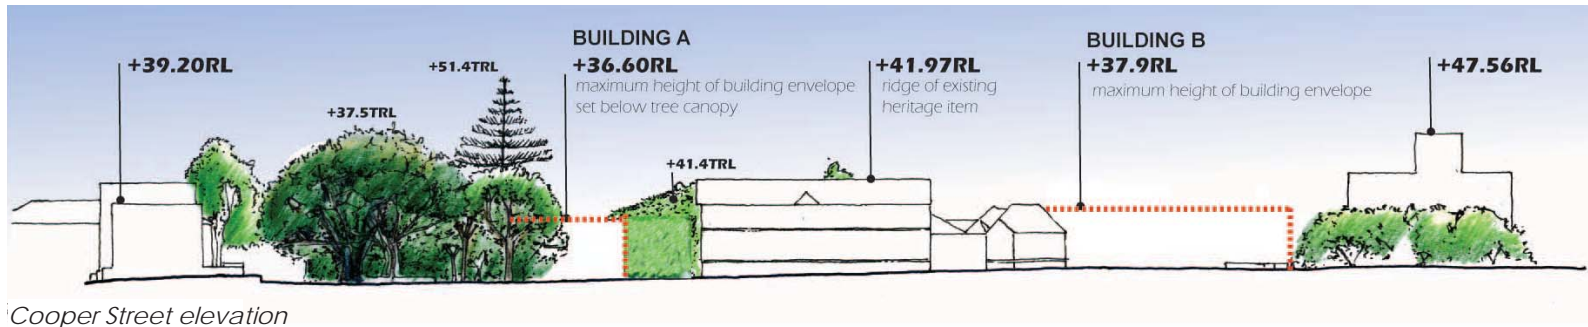 BUILDING A
BUILDING B
+39.20RL
+51.4TRL
+36.60RL
+41.97RL
+37.9RL
+47.56RL
maximum height of building envelope
set below tree canopy
ridge of existing
heritage item
maximum height of building envelope
+37.5TRL
+41.4TRL
Cooper Street elevation